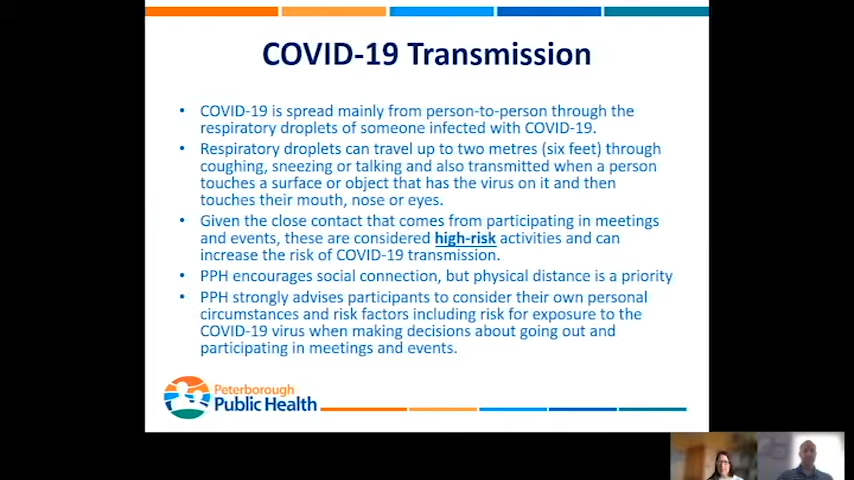 COVID-19 Transmission
• COVID-19 is spread mainly from person-to-person through the
respiratory droplets of someone infected with COVID-19.
• Respiratory droplets can travel up to two metres (six feet) through
coughing, sneezing or talking and also transmitted when a person
touches a surface or object that has the virus on it and then
touches their mouth, nose or eyes.
• Given the close contact that comes from participating in meetings
and events, these are considered high-risk activities and can
increase the risk of COVID-19 transmission.
• PPH encourages social connection, but physical distance is a priority
• PPH strongly advises participants to consider their own personal
circumstances and risk factors including risk for exposure to the
COVID-19 virus when making decisions about going out and
participating in meetings and events.
Peterborough
Public Health